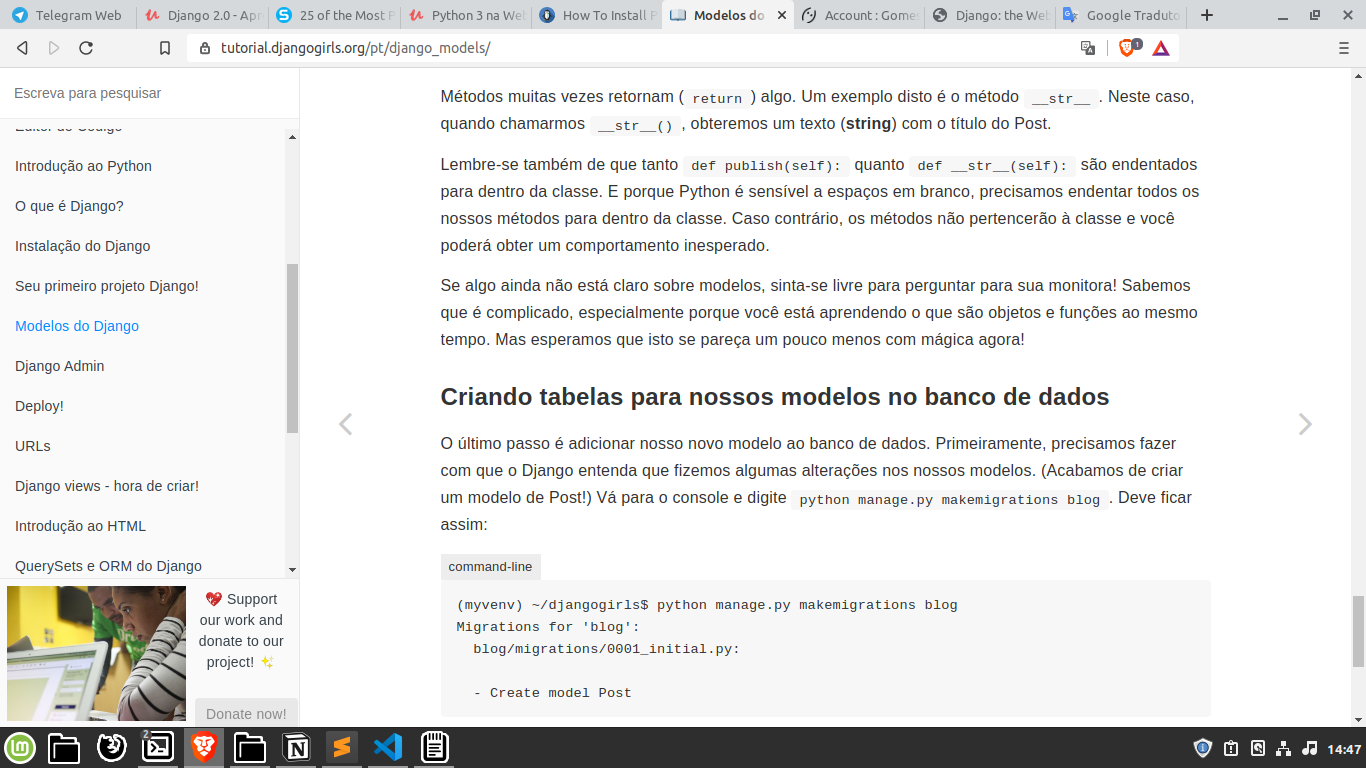 Telegram Web
Django 2.0 - Apr
25 of the Most P
Python 3 na Web
How To Install P
Modelos do
Account : Gomes
Django: the Web
Google Tradutor
tutorial.djangogirls.org/pt/django_models/
1
Escreva para pesquisar
Editor de Código
Introdução ao Python
O que é Django?
Instalação do Django
Seu primeiro projeto Django!
Modelos do Django
Django Admin
Deploy!
URLs
Django views - hora de criar!
Introdução ao HTML
QuerySets e ORM do Django
💖 Support
our work and
donate to our
project! ✨
Donate now!
Métodos muitas vezes retornam ( return ) algo. Um exemplo disto é o método __str__ . Neste caso,
quando chamarmos __str__() , obteremos um texto (string) com o título do Post.
Lembre-se também de que tanto def publish(self): quanto def __str__(self): são endentados
para dentro da classe. E porque Python é sensível a espaços em branco, precisamos endentar todos os
nossos métodos para dentro da classe. Caso contrário, os métodos não pertencerão à classe e você
poderá obter um comportamento inesperado.
Se algo ainda não está claro sobre modelos, sinta-se livre para perguntar para sua monitora! Sabemos
que é complicado, especialmente porque você está aprendendo o que são objetos e funções ao mesmo
tempo. Mas esperamos que isto se pareça um pouco menos com mágica agora!
Criando tabelas para nossos modelos no banco de dados
O último passo é adicionar nosso novo modelo ao banco de dados. Primeiramente, precisamos fazer
com que o Django entenda que fizemos algumas alterações nos nossos modelos. (Acabamos de criar
um modelo de Post!) Vá para o console e digite python manage.py makemigrations blog . Deve ficar
assim:
command-line
(myvenv) ~/djangogirls$ python manage.py makemigrations blog
Migrations for 'blog':
blog/migrations/0001_initial.py:
- Create model Post
2
14:47